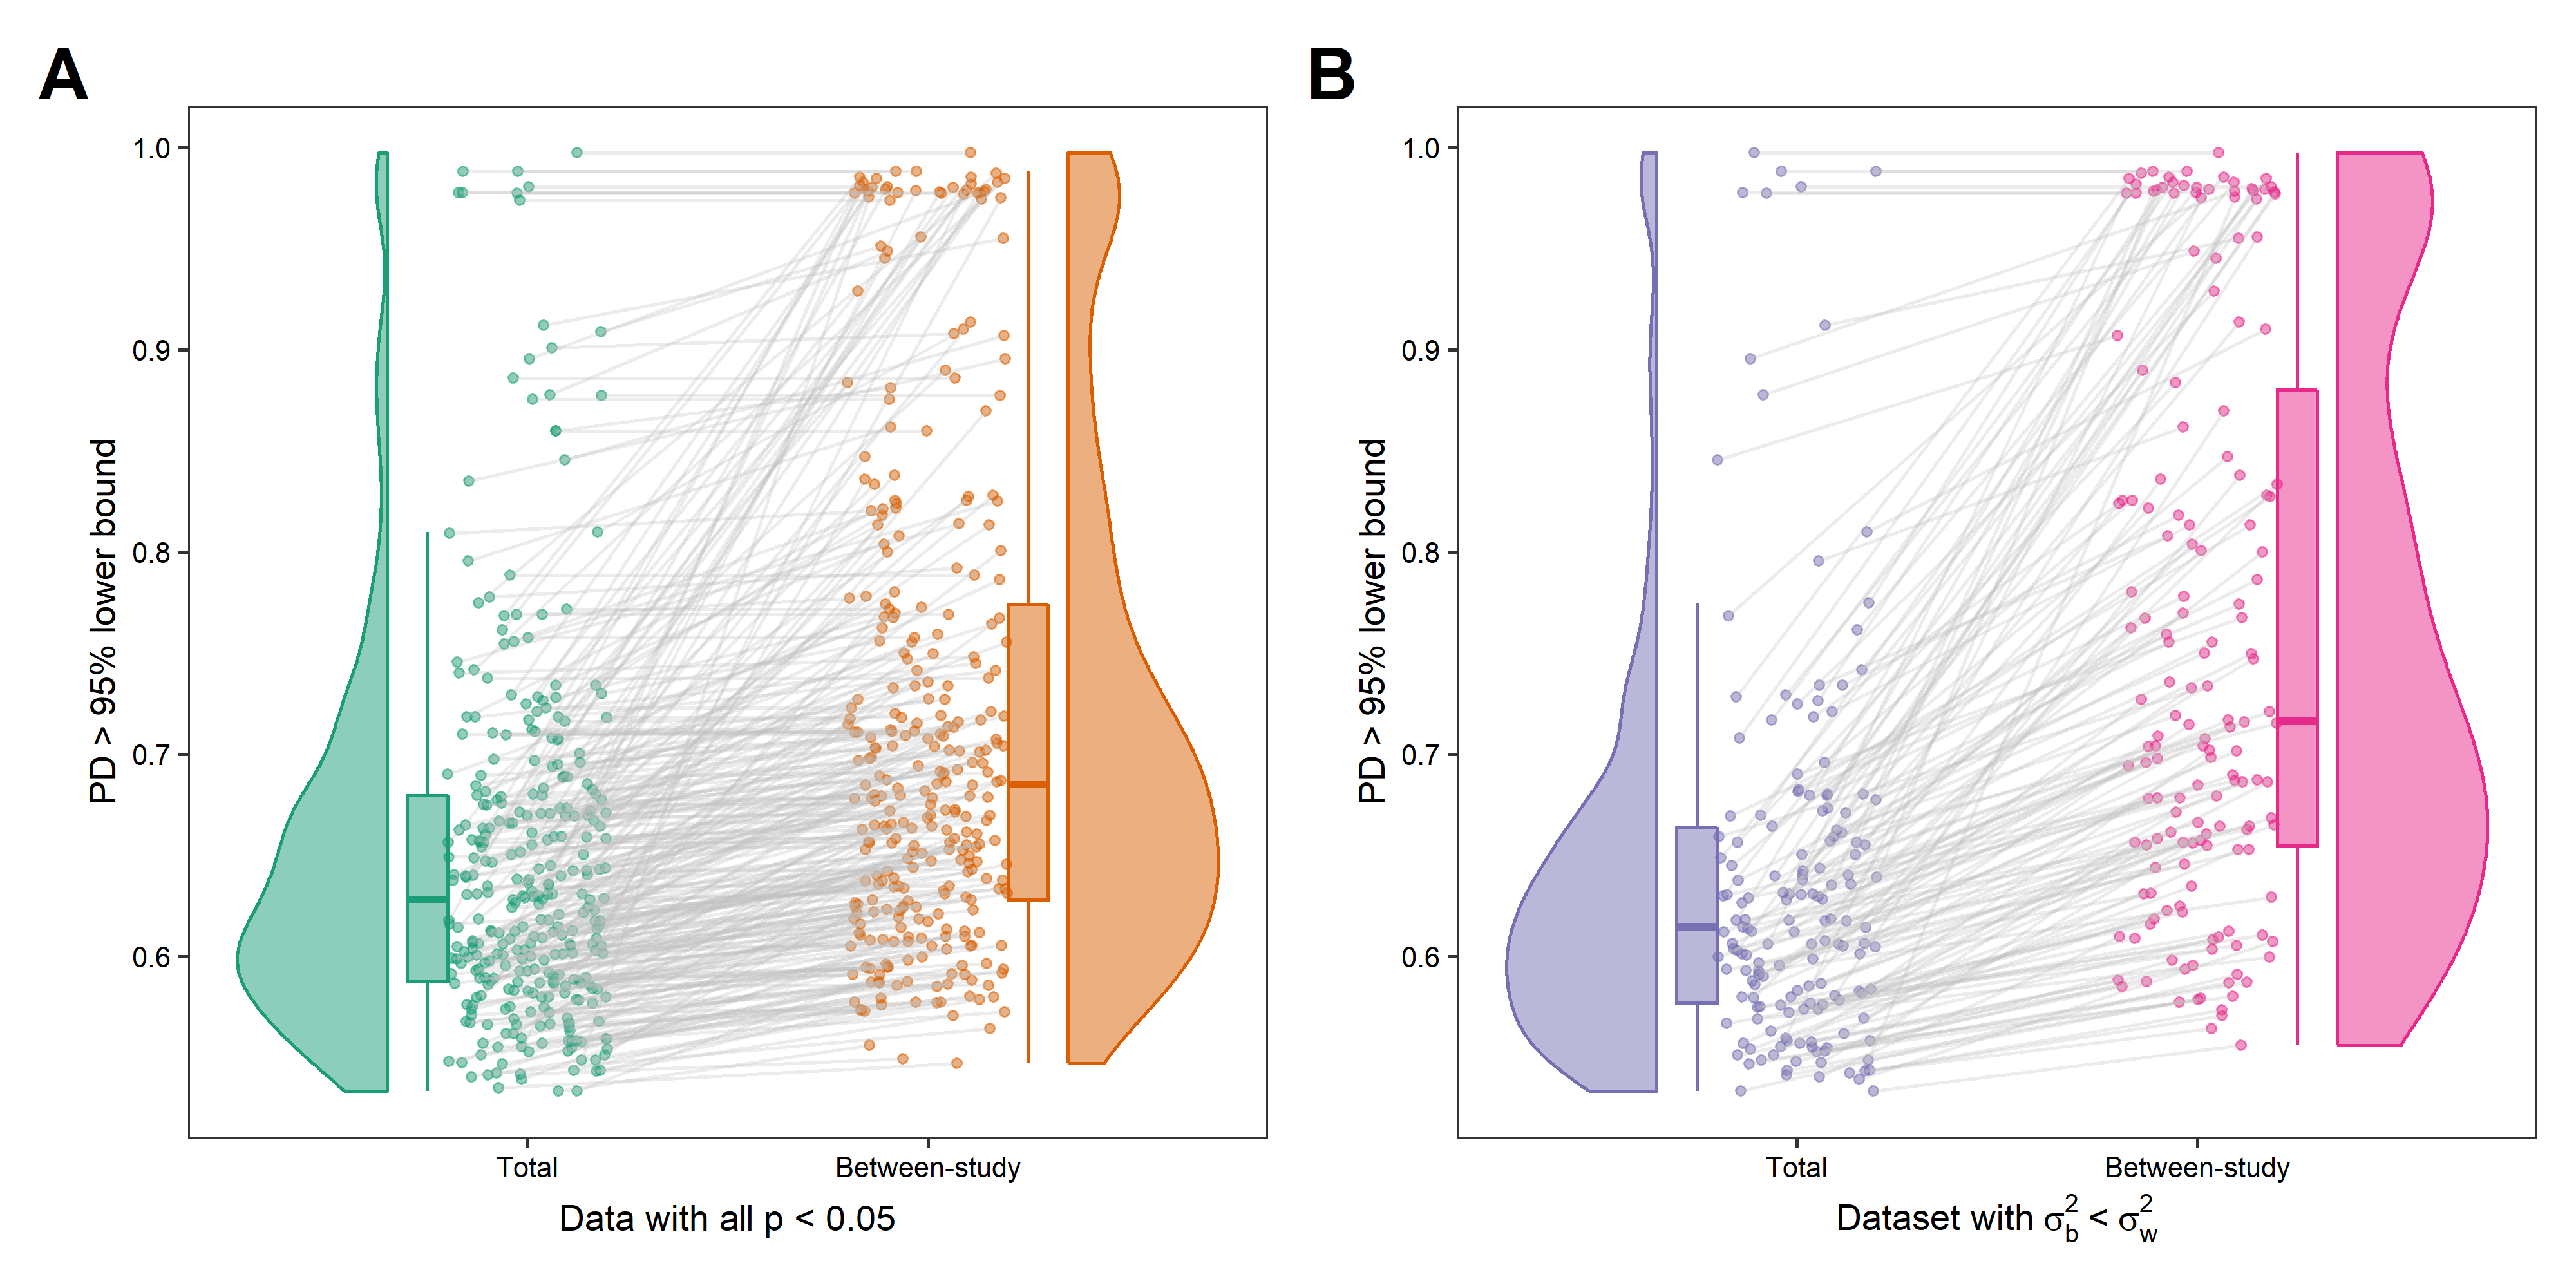 A
B
PD > 95% lower bound
1.0
0.9
0.8
0.7
0.6
Total
Between-study
Data with all p < 0.05
PD > 95% lower bound
1.0
0.9
0.8
0.7
0.6
Total
Between-study
Dataset with σ²b < σ²w